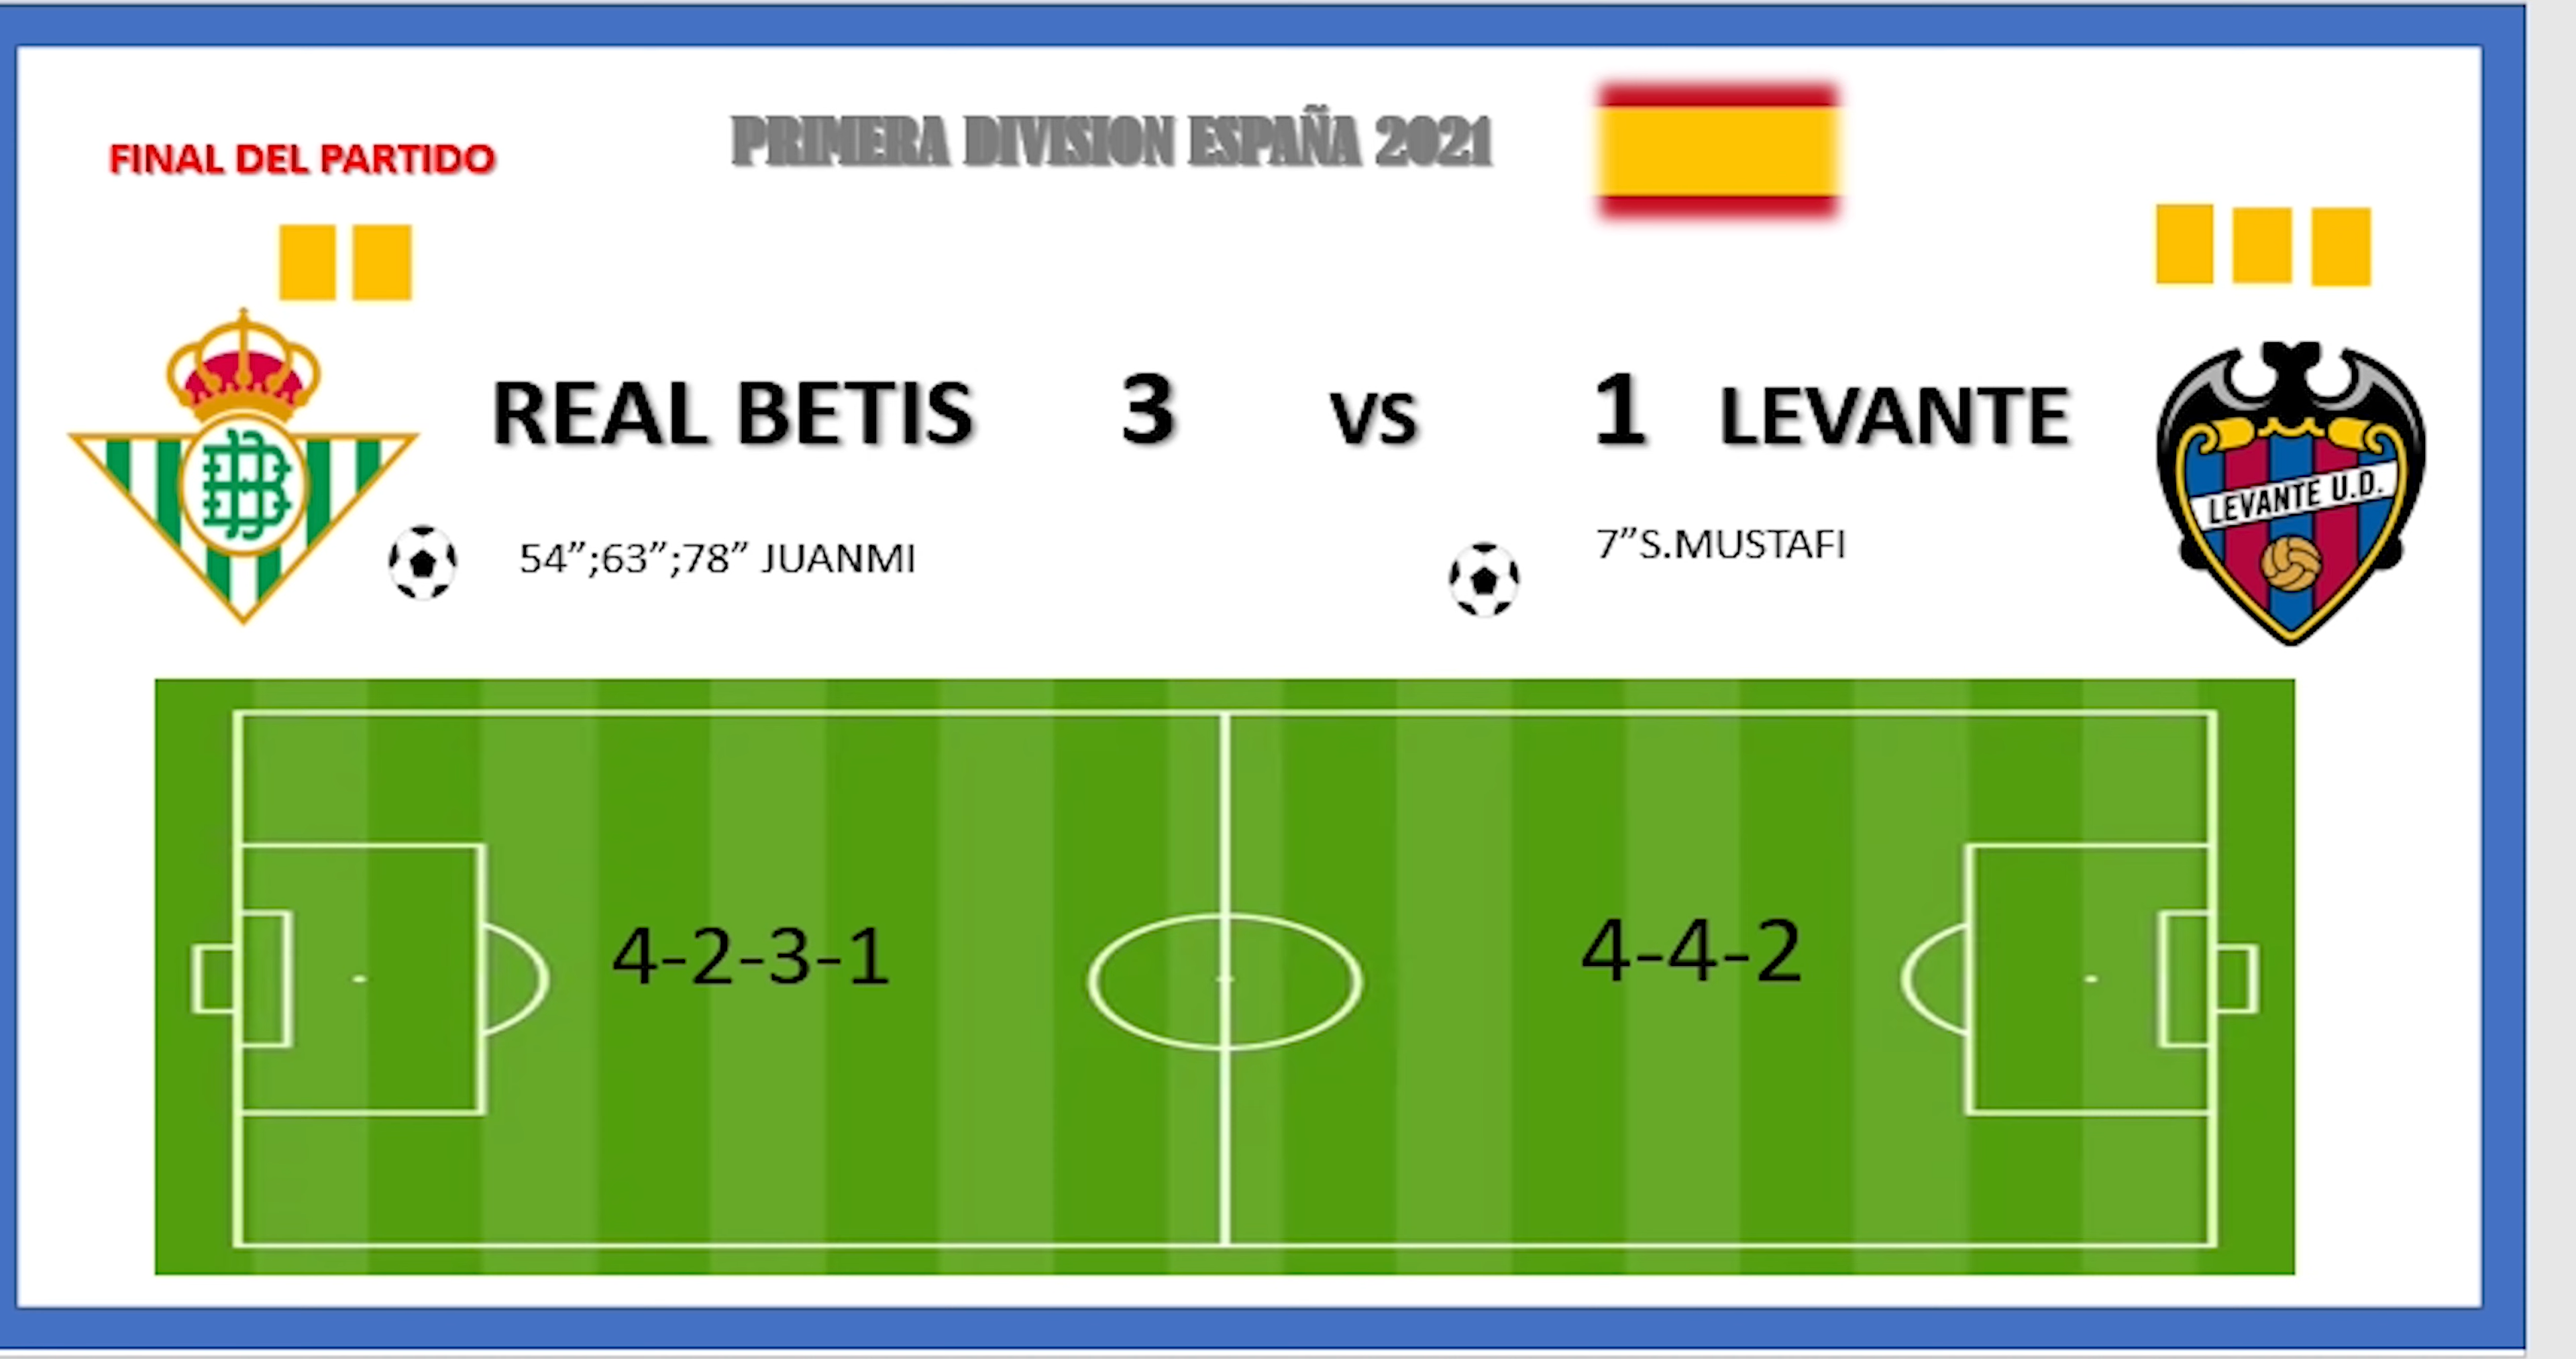 PRIMERA DIVISION ESPAÑA 2021
FINAL DEL PARTIDO
REAL BETIS 3 VS 1 LEVANTE
LEVANTE U.D.
54”;63”;78” JUANMI
7”S.MUSTAFI
4-2-3-1
4-4-2